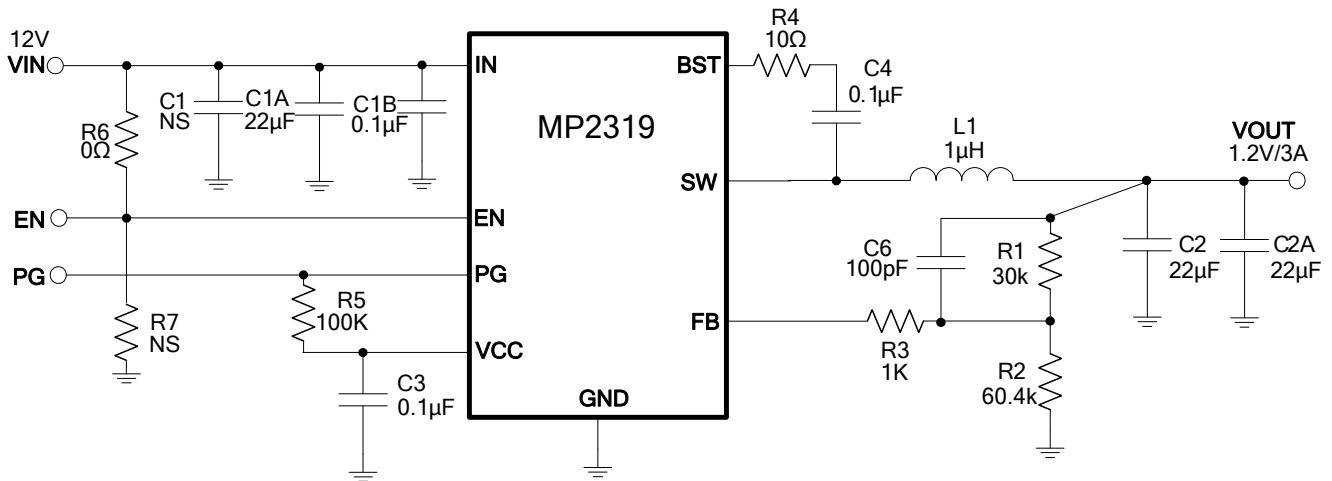 12V
VIN
C1
NS
C1A
22µF
C1B
0.1µF
R6
0Ω
EN
PG
R7
NS
R5
100K
C3
0.1µF
IN
EN
PG
VCC
MP2319
BST
SW
FB
GND
R4
10Ω
C4
0.1µF
L1
1µH
VOUT
1.2V/3A
C6
100pF
R1
30k
C2
22µF
C2A
22µF
R3
1K
R2
60.4k